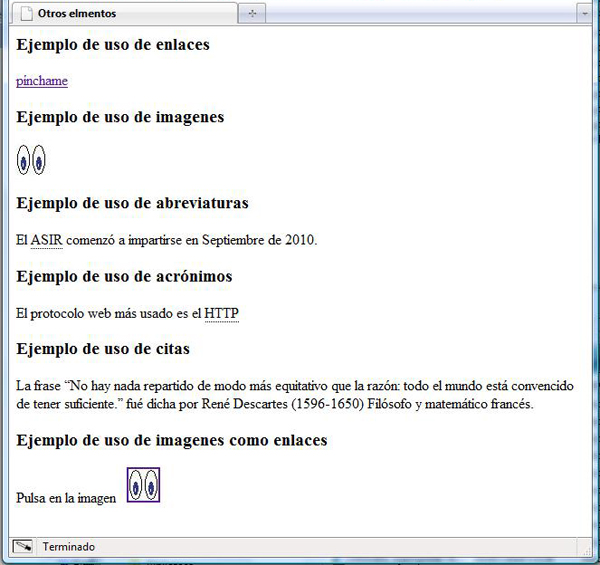 Otros elmentos
Ejemplo de uso de enlaces
pínchame
Ejemplo de uso de imagenes
Ejemplo de uso de abreviaturas
El ASIR comenzó a impartirse en Septiembre de 2010.
Ejemplo de uso de acrónimos
El protocolo web más usado es el HTTP
Ejemplo de uso de citas
La frase “No hay nada repartido de modo más equitativo que la razón: todo el mundo está convencido
de tener suficiente.” fué dicha por René Descartes (1596-1650) Filósofo y matemático francés.
Ejemplo de uso de imagenes como enlaces
Pulsa en la imagen
Terminado